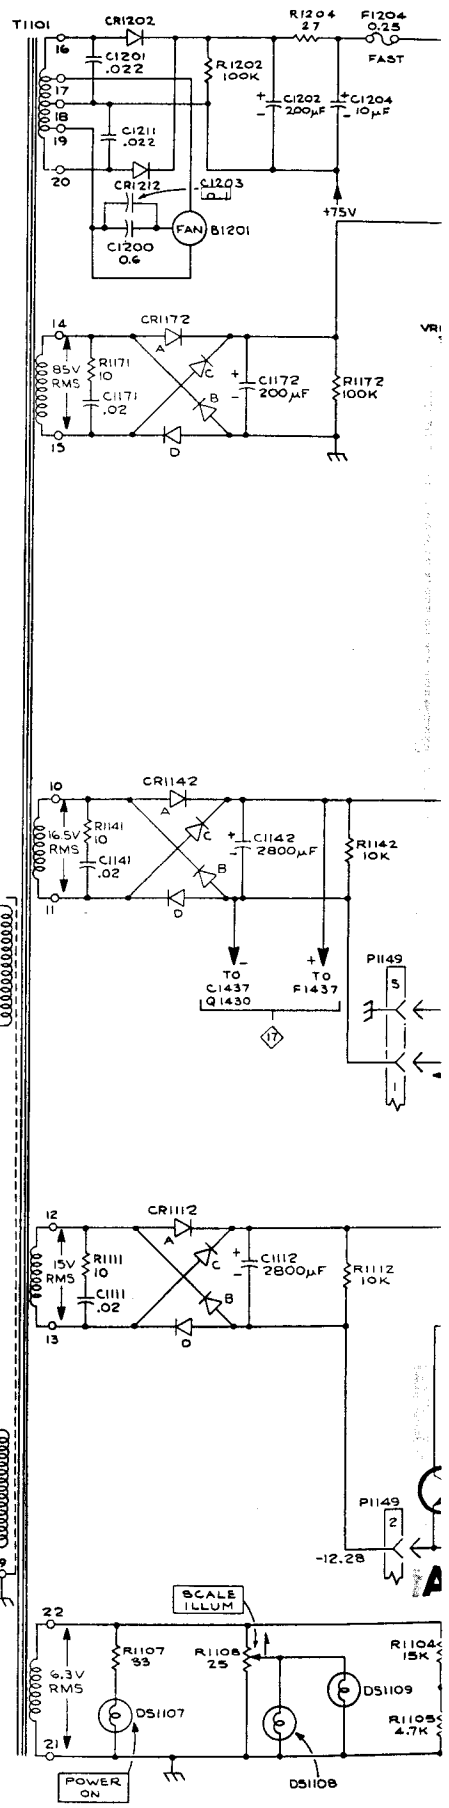 T1101
16
CR1202
R1204
27
F1204
0.25
FAST
C1201
.022
17
R1202
100K
18
C1202
200µF
C1204
10µF
19
C1211
.022
20
CR1212
C1203
0.1
+75V
FAN
B1201
C1200
0.6
14
CR1172
A
85V
RMS
R1171
10
C
C1171
.02
B
C1172
200µF
R1172
100K
15
D
10
CR1142
A
16.5V
RMS
R1141
10
C
C1141
.02
B
C1142
2800µF
R1142
10K
11
D
-
TO
C1437
Q1430
+
TO
F1437
17
P1149
5
1
12
CR1112
A
15V
RMS
R1111
10
C
C1111
.02
B
C1112
2800µF
R1112
10K
13
D
P1149
2
-12.28
9
A
22
SCALE
ILLUM
6.3V
RMS
R1107
33
R1108
25
R1104
15K
DS1107
DS1109
R1105
4.7K
21
DS1108
POWER
ON